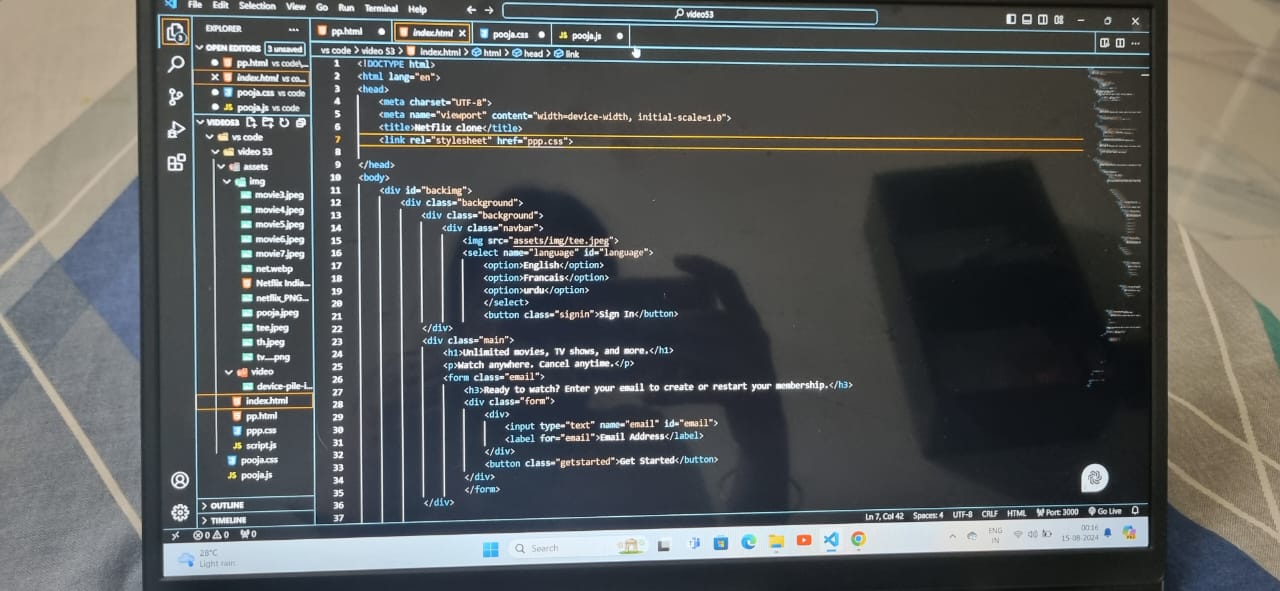 File Edit Selection View Go Run Terminal Help
video53
EXPLORER
pp.html
index.html
pooja.css
JS pooja.js
OPEN EDITORS 3 unsaved
pp.html vs code\...
index.html vs co...
pooja.css vs code
JS pooja.js vs code
VIDEO53
vs code
video 53
assets
img
movie3.jpeg
movie4.jpeg
movie5.jpeg
movie6.jpeg
movie7.jpeg
net.webp
Netflix India...
netflix_PNG...
pooja.jpeg
tee.jpeg
th.jpeg
tv-...png
video
device-pile-i...
index.html
pp.html
ppp.css
JS script.js
pooja.css
JS pooja.js
OUTLINE
TIMELINE
vs code > video 53 > index.html > html > head > link
1 <!DOCTYPE html>
2 <html lang="en">
3 <head>
4 <meta charset="UTF-8">
5 <meta name="viewport" content="width=device-width, initial-scale=1.0">
6 <title>Netflix clone</title>
7 <link rel="stylesheet" href="ppp.css">
8
9 </head>
10 <body>
11 <div id="backimg">
12 <div class="background">
13 <div class="background">
14 <div class="navbar">
15 <img src="assets/img/tee.jpeg">
16 <select name="language" id="language">
17 <option>English</option>
18 <option>Francais</option>
19 <option>urdu</option>
20 </select>
21 <button class="signin">Sign In</button>
22 </div>
23 <div class="main">
24 <h1>Unlimited movies, TV shows, and more.</h1>
25 <p>Watch anywhere. Cancel anytime.</p>
26 <form class="email">
27 <h3>Ready to watch? Enter your email to create or restart your membership.</h3>
28 <div class="form">
29 <div>
30 <input type="text" name="email" id="email">
31 <label for="email">Email Address</label>
32 </div>
33 <button class="getstarted">Get Started</button>
34 </div>
35 </form>
36 </div>
37
0 0 0
Ln 7, Col 42 Spaces: 4 UTF-8 CRLF HTML Port: 3000 Go Live
28°C
Light rain
Search
ENG
IN
00:16
15-08-2024